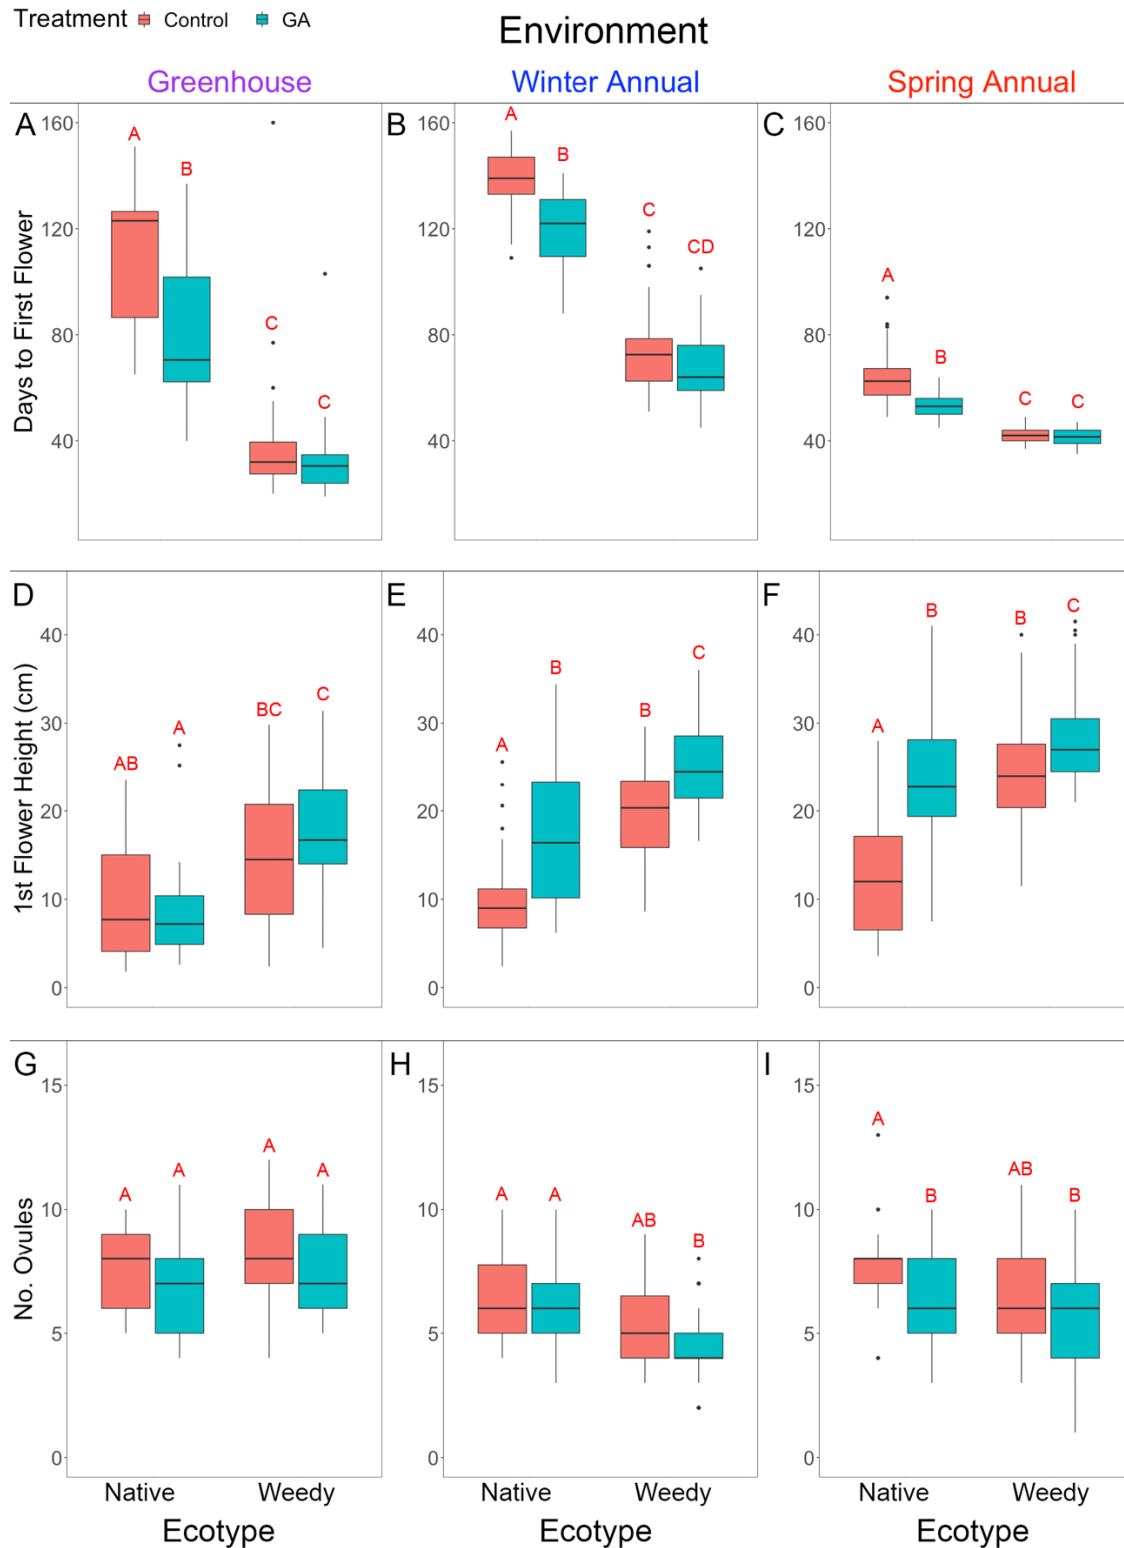 Treatment Control GA
Environment
Greenhouse Winter Annual Spring Annual
A 160 A B B 160 A B C 160
120 C C 120 C CD 120 A B C C
80 80 80
40 40 40
Days to First Flower
D 40 AB A BC C E 40 A B B C F 40 A B B C
30 30 30
20 20 20
10 10 10
0 0 0
1st Flower Height (cm)
G 15 A A A A H 15 A A AB B I 15 A B AB B
10 10 10
5 5 5
0 0 0
No. Ovules
Native Weedy Native Weedy Native Weedy
Ecotype Ecotype Ecotype